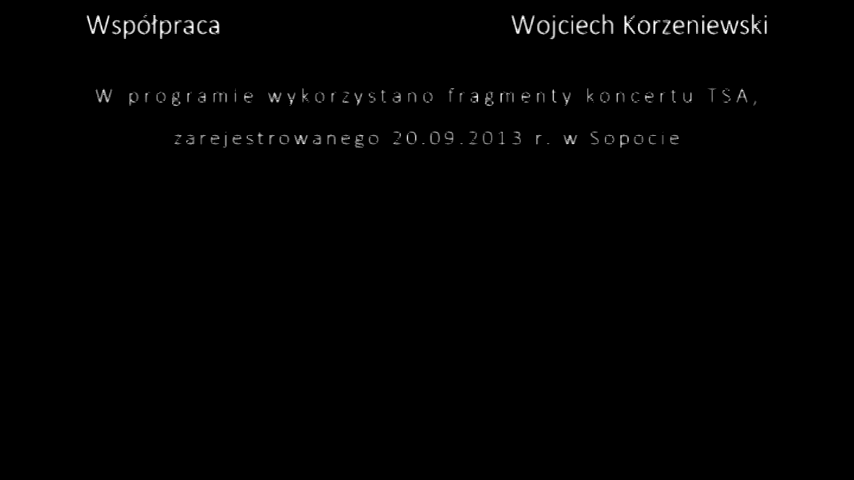 Współpraca Wojciech Korzeniewski
W programie wykorzystano fragmenty koncertu TSA,
zarejestrowanego 20.09.2013 r. w Sopocie